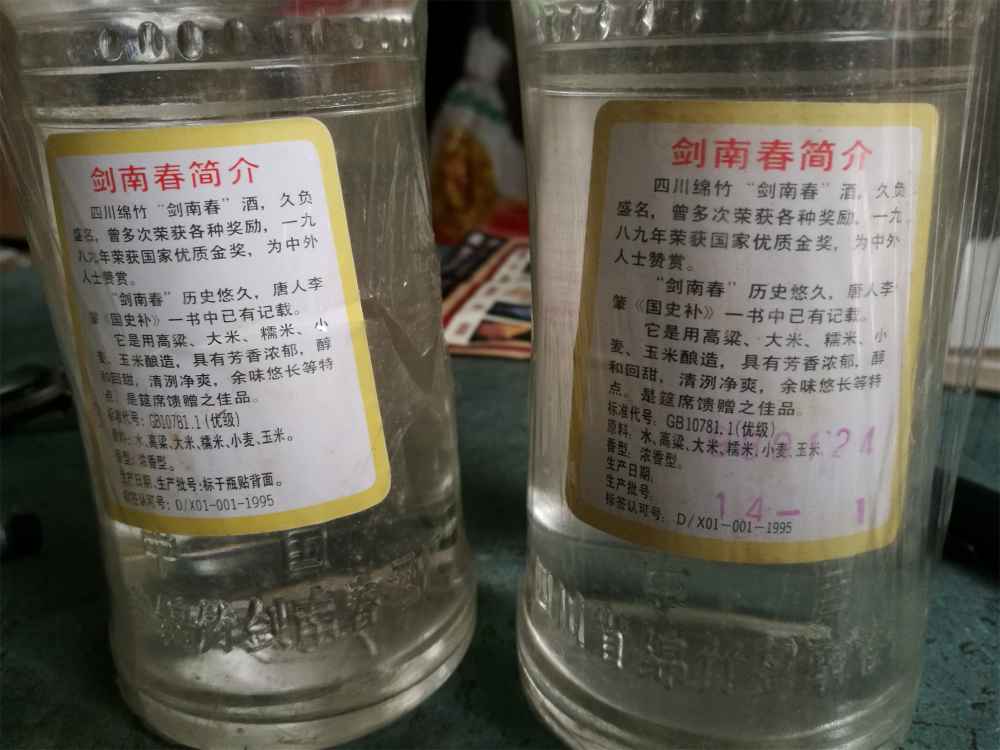 剑南春简介
四川绵竹“剑南春”酒，久负
盛名，曾多次荣获各种奖励，一九
八九年荣获国家优质金奖，为中外
人士赞赏。
“剑南春”历史悠久，唐人李
肇《国史补》一书中已有记载。
它是用高粱、大米、糯米、小
麦、玉米酿造，具有芳香浓郁，醇
和回甜，清洌净爽，余味悠长等特
点。是筵席馈赠之佳品。
标准代号：GB10781.1(优级)
原料：水、高粱、大米、糯米、小麦、玉米。
香型：浓香型。
生产日期、生产批号：标于瓶贴背面。
标签认可号：D/X01-001-1995
中国
绵竹剑南春
剑南春简介
四川绵竹“剑南春”酒，久负
盛名，曾多次荣获各种奖励，一九
八九年荣获国家优质金奖，为中外
人士赞赏。
“剑南春”历史悠久，唐人李
肇《国史补》一书中已有记载。
它是用高粱、大米、糯米、小
麦、玉米酿造，具有芳香浓郁，醇
和回甜，清洌净爽，余味悠长等特
点。是筵席馈赠之佳品。
标准代号：GB10781.1(优级)
原料：水、高粱、大米、糯米、小麦、玉米、
香型：浓香型。
24
生产日期：
生产批号：
14- 1
标签认可号：D/X01-001-1995
四川省绵竹